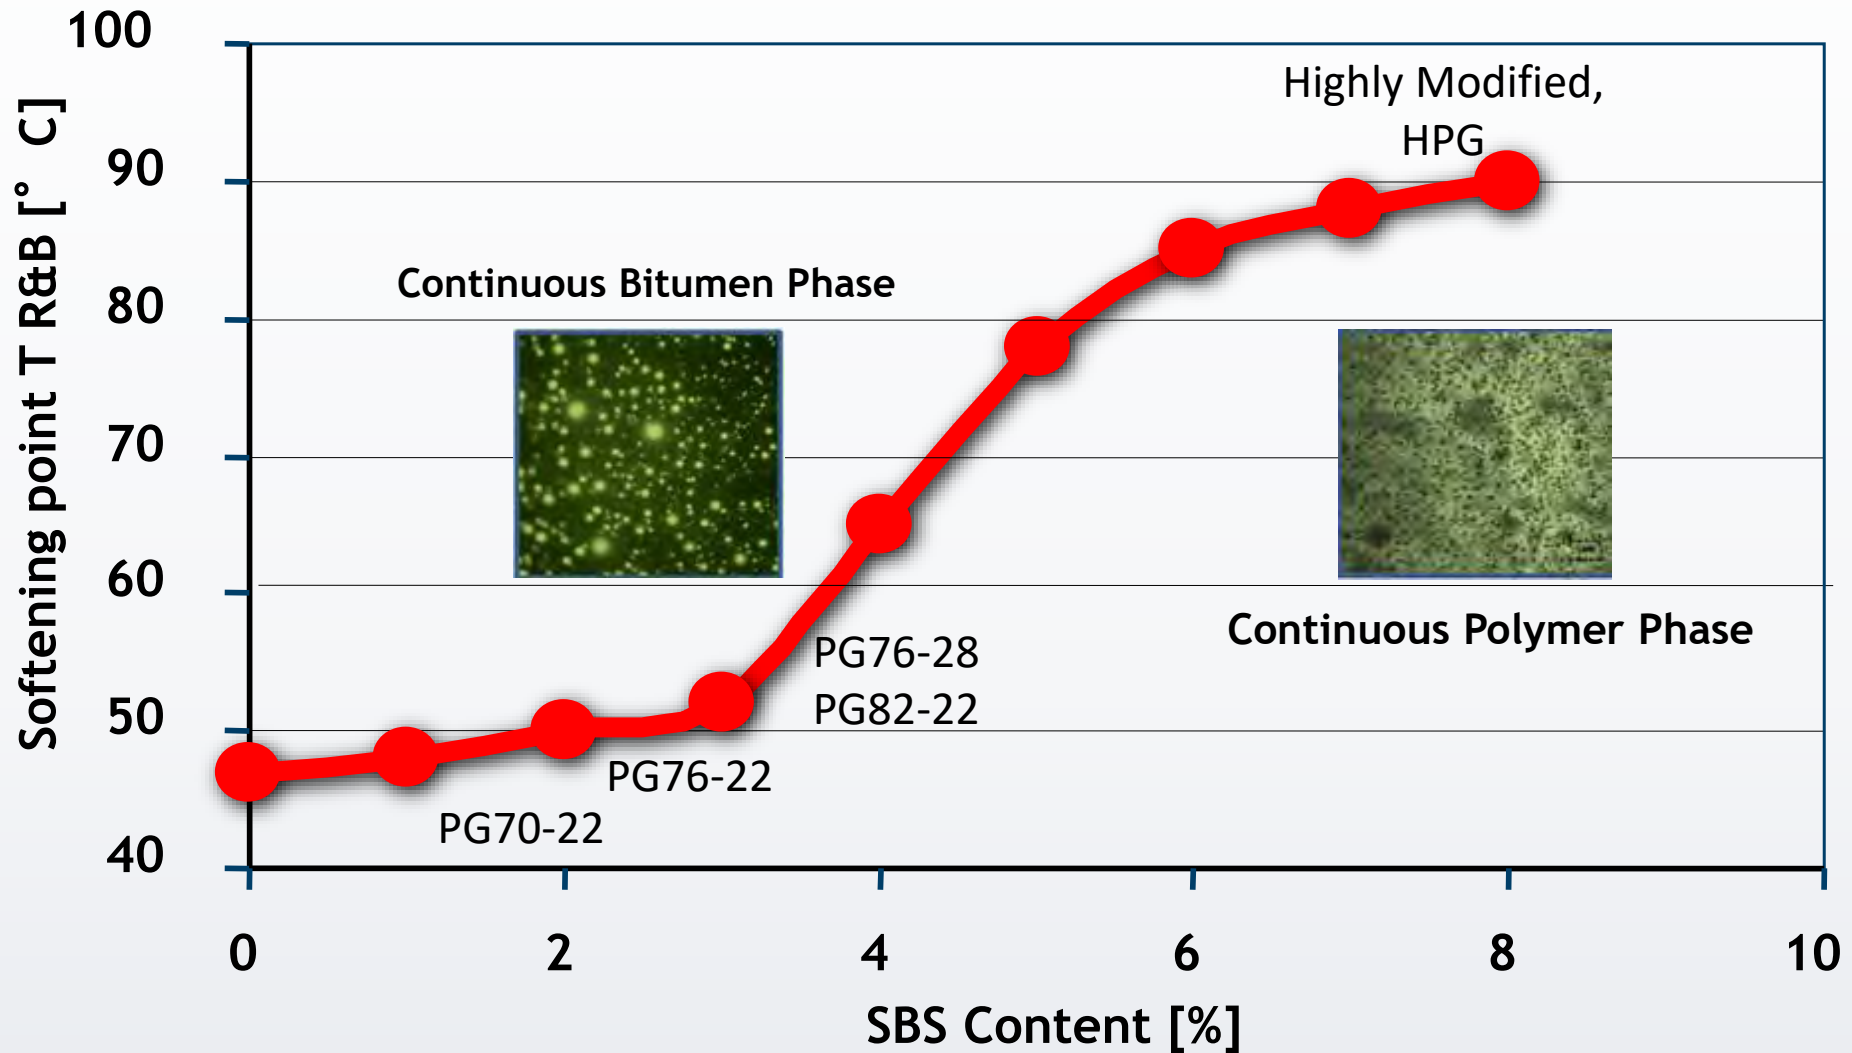 100
90
80
70
60
50
40
Softening point T R&B [° C]
Highly Modified,
HPG
Continuous Bitumen Phase
Continuous Polymer Phase
PG76-28
PG82-22
PG76-22
PG70-22
0 2 4 6 8 10
SBS Content [%]